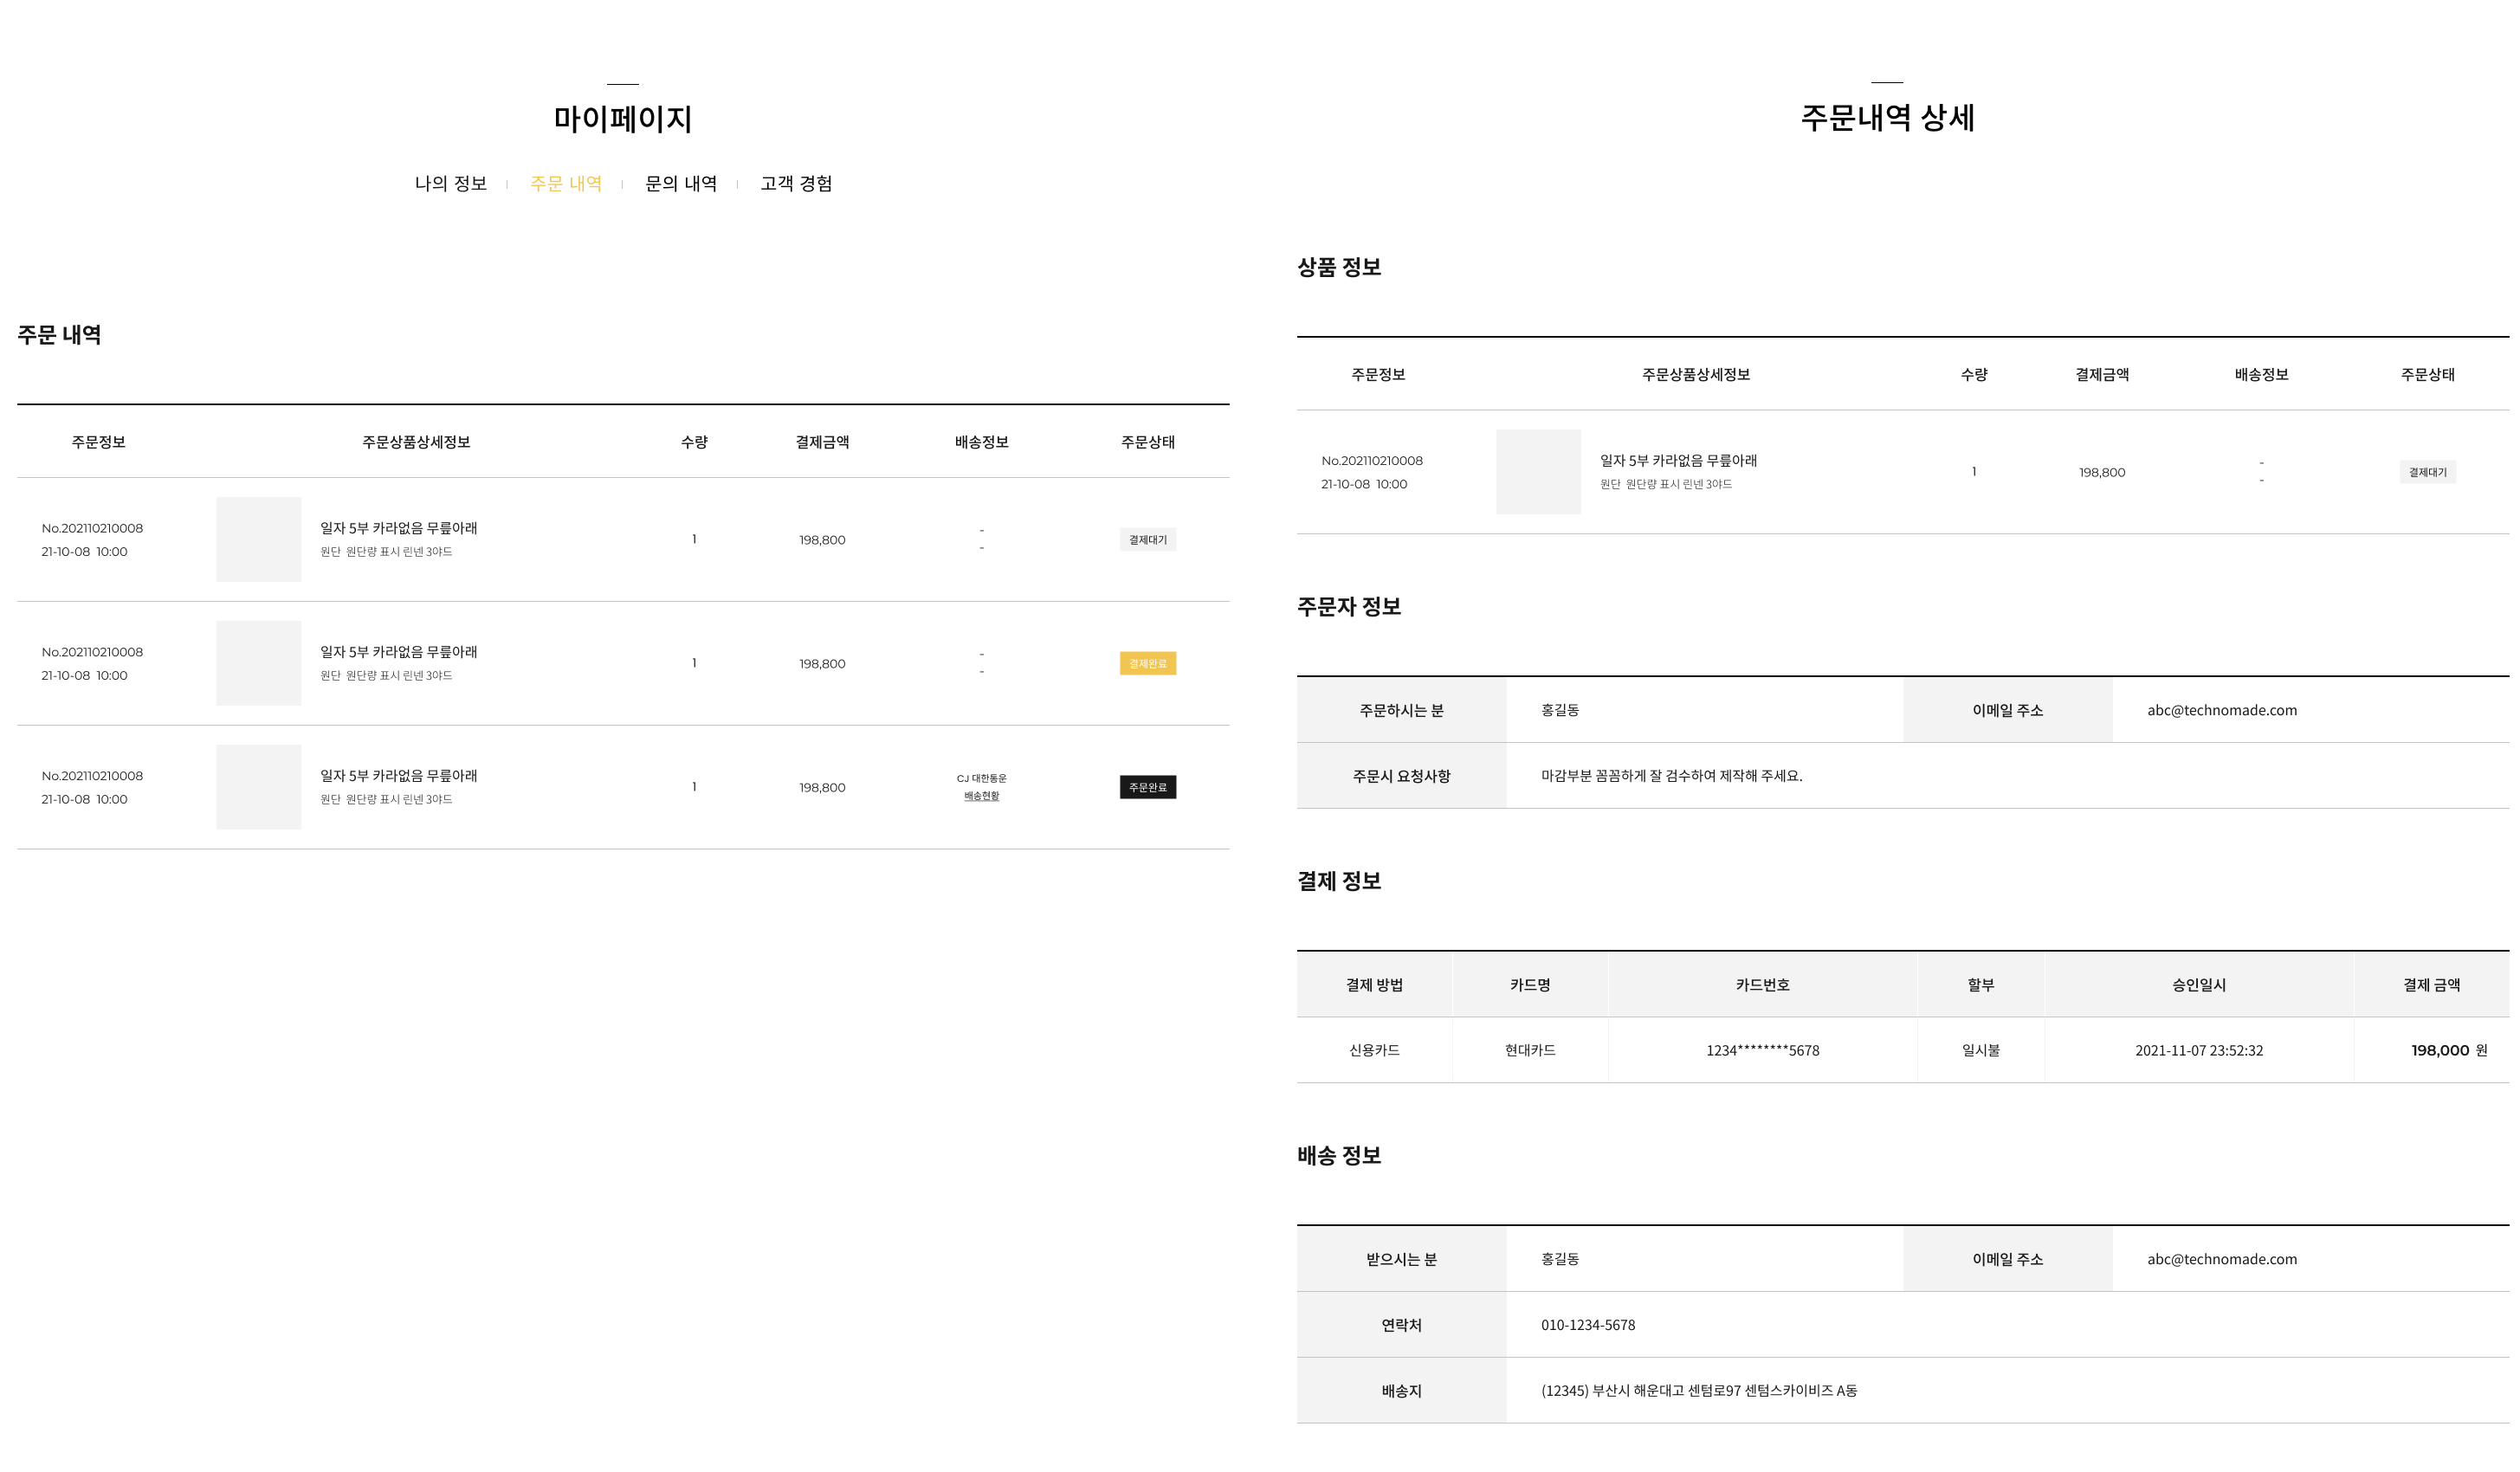 마이페이지
나의 정보 주문 내역 문의 내역 고객 경험
주문 내역
주문정보 주문상품상세정보 수량 결제금액 배송정보 주문상태
No.202110210008
21-10-08 10:00
일자 5부 카라없음 무릎아래
원단 원단량 표시 린넨 3야드
1
198,800
-
-
결제대기
No.202110210008
21-10-08 10:00
일자 5부 카라없음 무릎아래
원단 원단량 표시 린넨 3야드
1
198,800
-
-
결제완료
No.202110210008
21-10-08 10:00
일자 5부 카라없음 무릎아래
원단 원단량 표시 린넨 3야드
1
198,800
CJ 대한통운
배송현황
주문완료
주문내역 상세
상품 정보
주문정보 주문상품상세정보 수량 결제금액 배송정보 주문상태
No.202110210008
21-10-08 10:00
일자 5부 카라없음 무릎아래
원단 원단량 표시 린넨 3야드
1
198,800
-
-
결제대기
주문자 정보
주문하시는 분 홍길동 이메일 주소 abc@technomade.com
주문시 요청사항 마감부분 꼼꼼하게 잘 검수하여 제작해 주세요.
결제 정보
결제 방법 카드명 카드번호 할부 승인일시 결제 금액
신용카드 현대카드 1234********5678 일시불 2021-11-07 23:52:32 198,000 원
배송 정보
받으시는 분 홍길동 이메일 주소 abc@technomade.com
연락처 010-1234-5678
배송지 (12345) 부산시 해운대고 센텀로97 센텀스카이비즈 A동